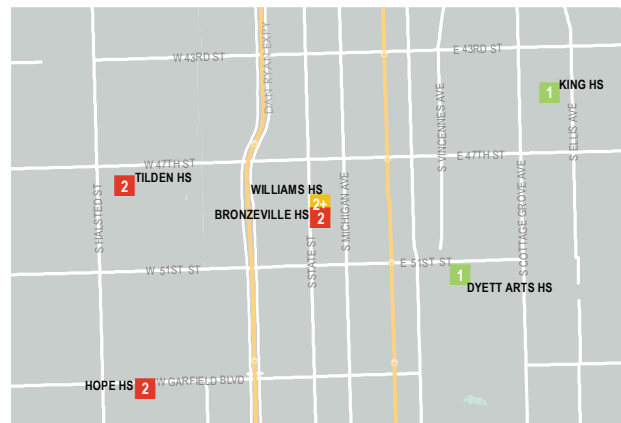 W 43RD ST
E 43RD ST
DAN RYAN EXPY
1
KING HS
S VINCENNES AVE
S ELLIS AVE
W 47TH ST
E 47TH ST
2
TILDEN HS
S HALSTED ST
WILLIAMS HS
2+
BRONZEVILLE HS
2
S MICHIGAN AVE
S STATE ST
S COTTAGE GROVE AVE
W 51ST ST
E 51ST ST
1
DYETT ARTS HS
HOPE HS
2
W GARFIELD BLVD